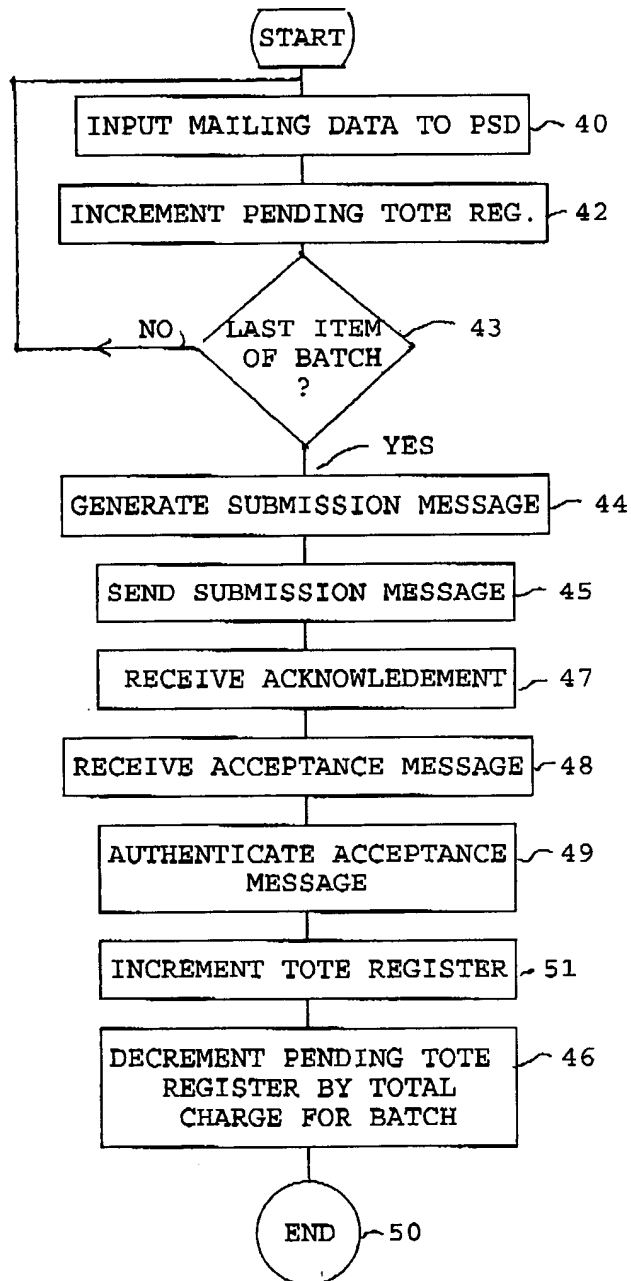 START
INPUT MAILING DATA TO PSD 40
INCREMENT PENDING TOTE REG. 42
LAST ITEM 43
NO OF BATCH
?
YES
GENERATE SUBMISSION MESSAGE 44
SEND SUBMISSION MESSAGE 45
RECEIVE ACKNOWLEDEMENT 47
RECEIVE ACCEPTANCE MESSAGE 48
AUTHENTICATE ACCEPTANCE 49
MESSAGE
INCREMENT TOTE REGISTER 51
DECREMENT PENDING TOTE 46
REGISTER BY TOTAL
CHARGE FOR BATCH
END 50